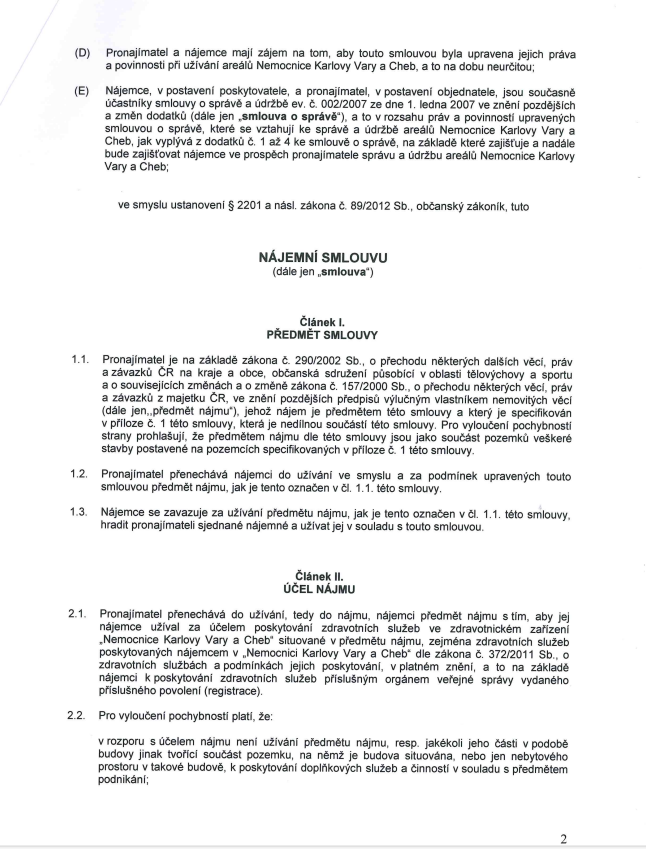 (D) Pronajímatel a nájemce mají zájem na tom, aby touto smlouvou byla upravena jejich práva
a povinnosti při užívání areálů Nemocnice Karlovy Vary a Cheb, a to na dobu neurčitou;
(E) Nájemce, v postavení poskytovatele, a pronajímatel, v postavení objednatele, jsou současně
účastníky smlouvy o správě a údržbě ev. č. 002/2007 ze dne 1. ledna 2007 ve znění pozdějších
a změn dodatků (dále jen „smlouva o správě“), a to v rozsahu práv a povinností upravených
smlouvou o správě, které se vztahují ke správě a údržbě areálů Nemocnice Karlovy Vary a
Cheb, jak vyplývá z dodatků č. 1 až 4 ke smlouvě o správě, na základě které zajišťuje a nadále
bude zajišťovat nájemce ve prospěch pronajímatele správu a údržbu areálů Nemocnice Karlovy
Vary a Cheb;
ve smyslu ustanovení § 2201 a násl. zákona č. 89/2012 Sb., občanský zákoník, tuto
NÁJEMNÍ SMLOUVU
(dále jen „smlouva“)
Článek I.
PŘEDMĚT SMLOUVY
1.1. Pronajímatel je na základě zákona č. 290/2002 Sb., o přechodu některých dalších věcí, práv
a závazků ČR na kraje a obce, občanská sdružení působící v oblasti tělovýchovy a sportu
a o souvisejících změnách a o změně zákona č. 157/2000 Sb., o přechodu některých věcí, práv
a závazků z majetku ČR, ve znění pozdějších předpisů výlučným vlastníkem nemovitých věcí
(dále jen„předmět nájmu“), jehož nájem je předmětem této smlouvy a který je specifikován
v příloze č. 1 této smlouvy, která je nedílnou součástí této smlouvy. Pro vyloučení pochybností
strany prohlašují, že předmětem nájmu dle této smlouvy jsou jako součást pozemků veškeré
stavby postavené na pozemcích specifikovaných v příloze č. 1 této smlouvy.
1.2. Pronajímatel přenechává nájemci do užívání ve smyslu a za podmínek upravených touto
smlouvou předmět nájmu, jak je tento označen v čl. 1.1. této smlouvy.
1.3. Nájemce se zavazuje za užívání předmětu nájmu, jak je tento označen v čl. 1.1. této smlouvy,
hradit pronajímateli sjednané nájemné a užívat jej v souladu s touto smlouvou.
Článek II.
ÚČEL NÁJMU
2.1. Pronajímatel přenechává do užívání, tedy do nájmu, nájemci předmět nájmu s tím, aby jej
nájemce užíval za účelem poskytování zdravotních služeb ve zdravotnickém zařízení
„Nemocnice Karlovy Vary a Cheb“ situované v předmětu nájmu, zejména zdravotních služeb
poskytovaných nájemcem v „Nemocnici Karlovy Vary a Cheb“ dle zákona č. 372/2011 Sb., o
zdravotních službách a podmínkách jejich poskytování, v platném znění, a to na základě
nájemci k poskytování zdravotních služeb příslušným orgánem veřejné správy vydaného
příslušného povolení (registrace).
2.2. Pro vyloučení pochybností platí, že:
v rozporu s účelem nájmu není užívání předmětu nájmu, resp. jakékoli jeho části v podobě
budovy jinak tvořící součást pozemku, na němž je budova situována, nebo jen nebytového
prostoru v takové budově, k poskytování doplňkových služeb a činností v souladu s předmětem
podnikání;
2